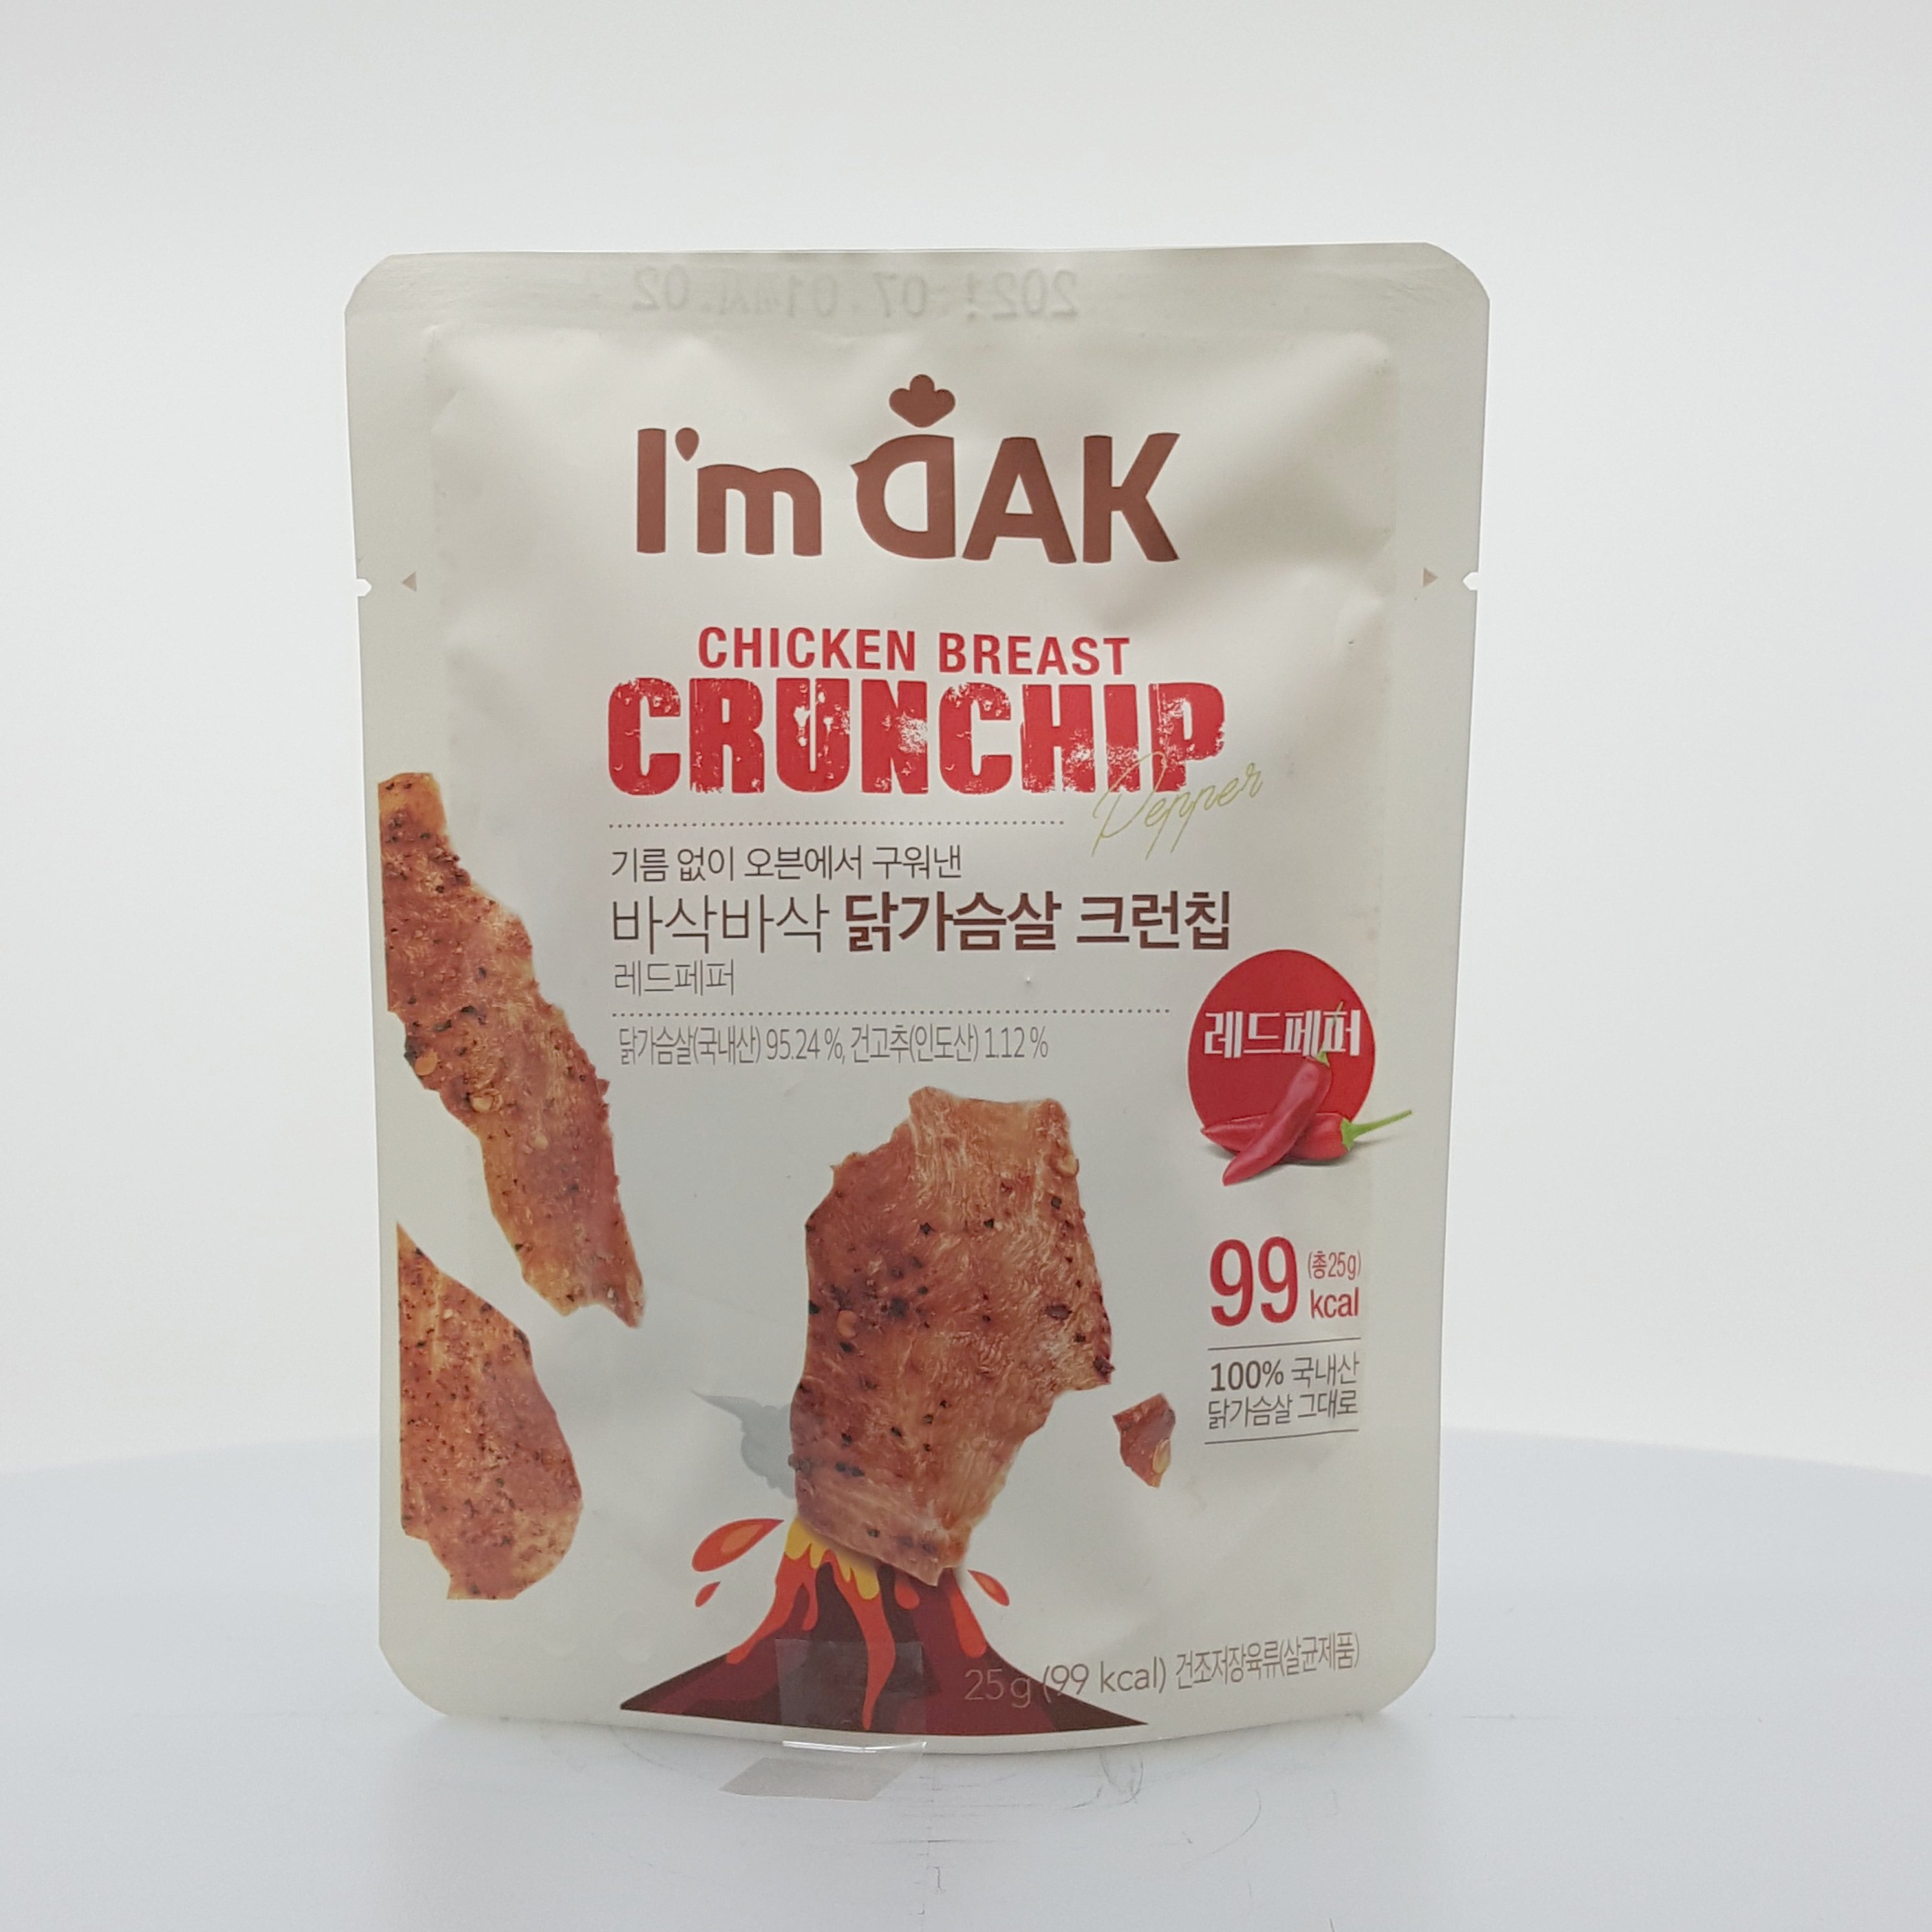 2021.07.01까지.02
I'm DAK
CHICKEN BREAST
CRUNCHIP
Pepper
기름 없이 오븐에서 구워낸
바삭바삭 닭가슴살 크런칩
레드페퍼
닭가슴살(국내산) 95.24 %, 건고추(인도산) 1.12 %
레드페퍼
99 (총25g)
kcal
100% 국내산
닭가슴살 그대로
25 g (99 kcal) 건조저장육류(살균제품)